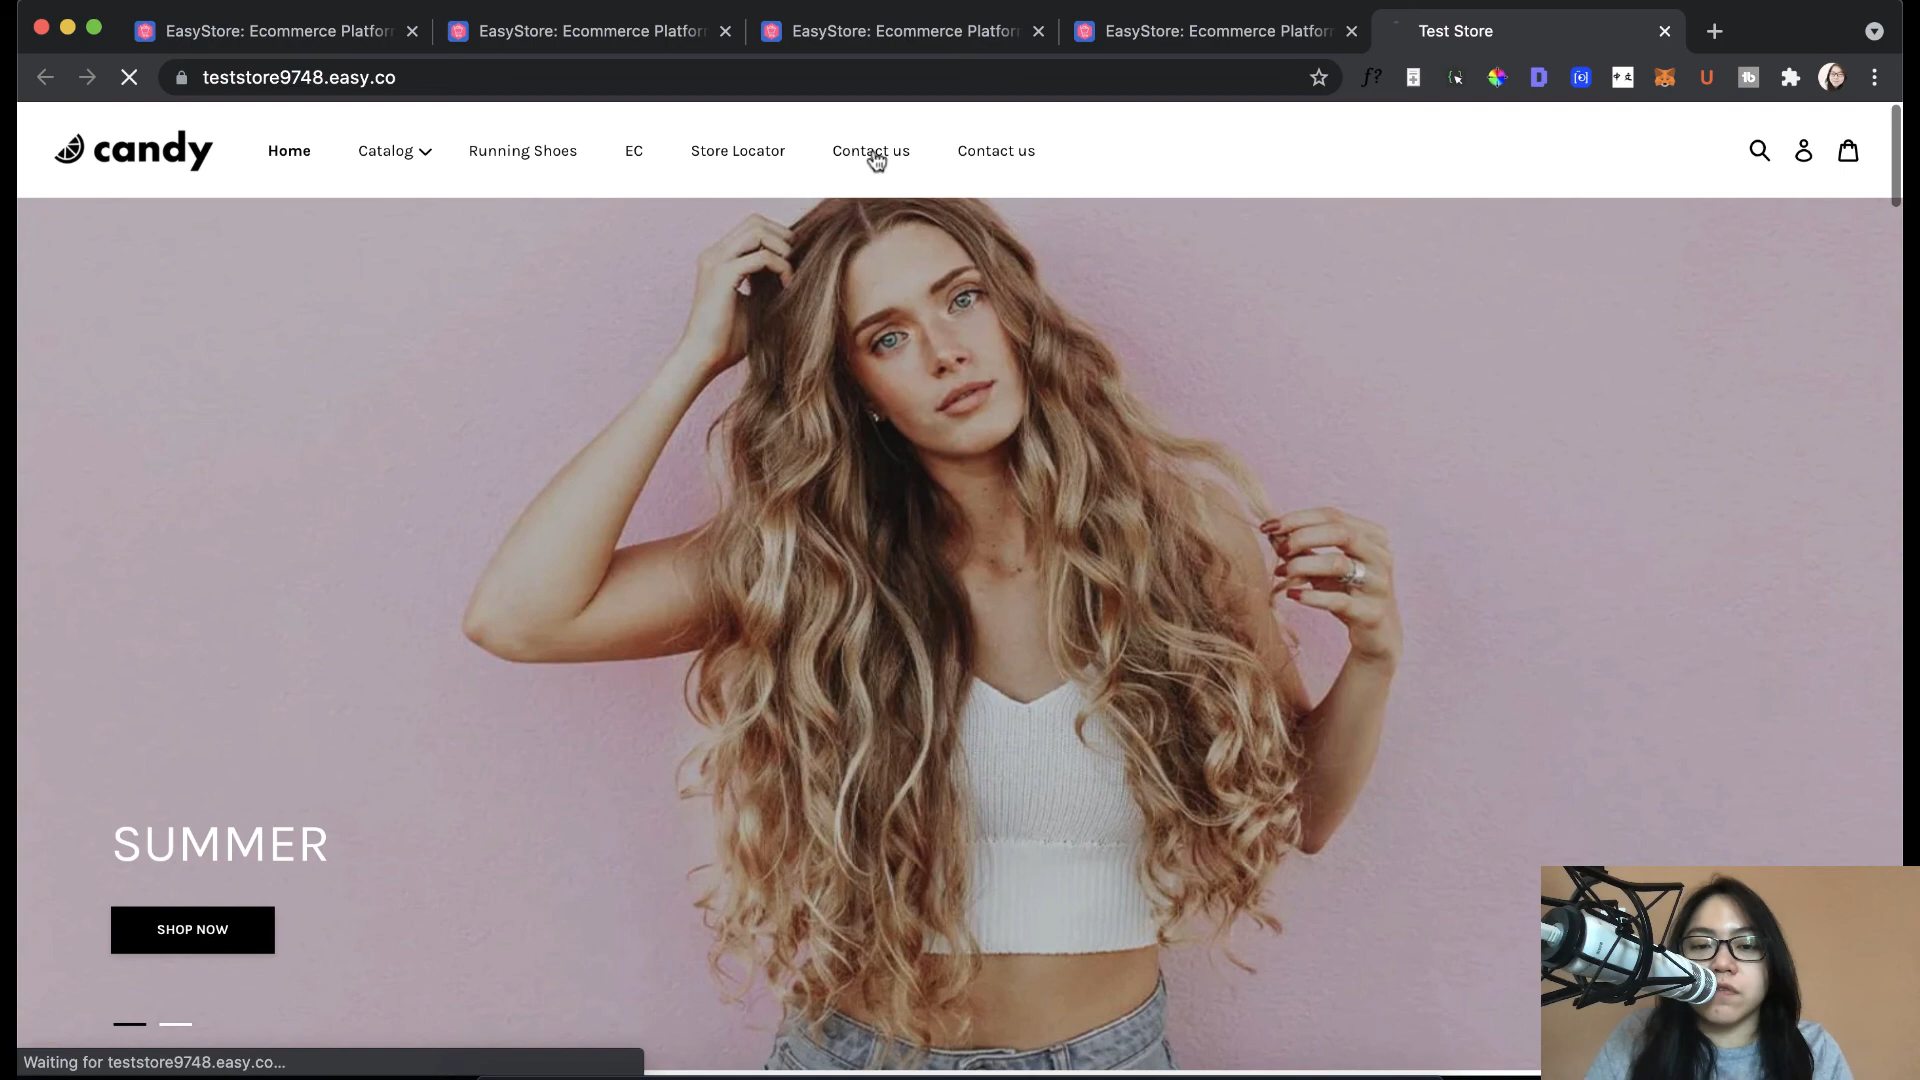 EasyStore: Ecommerce Platfor
EasyStore: Ecommerce Platfor
EasyStore: Ecommerce Platfor
EasyStore: Ecommerce Platfor
Test Store
teststore9748.easy.co
candy
Home
Catalog
Running Shoes
EC
Store Locator
Contact us
Contact us
SUMMER
SHOP NOW
Waiting for teststore9748.easy.co...